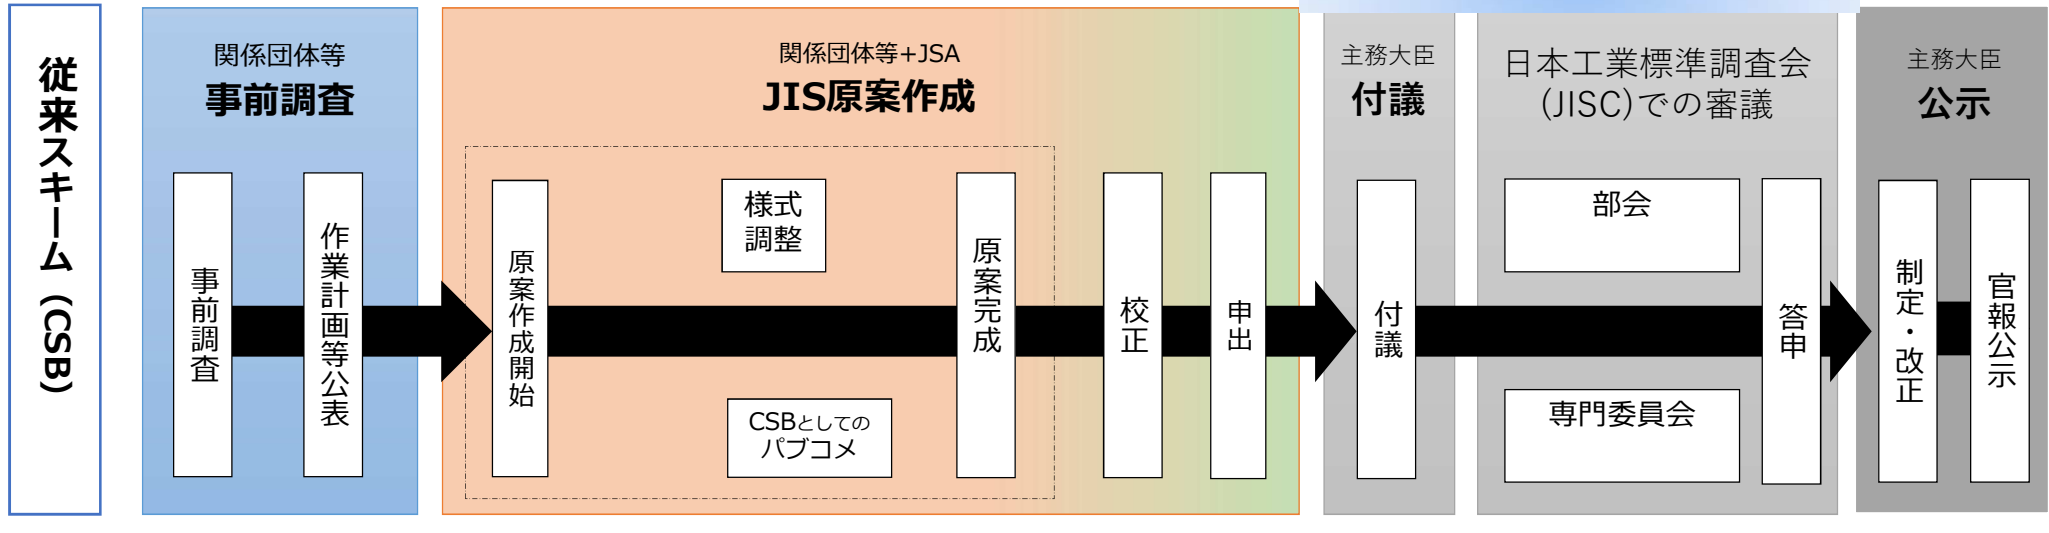 従来スキーム（CSB）
関係団体等
事前調査
事前調査
作業計画等公表
関係団体等+JSA
JIS原案作成
原案作成開始
様式
調整
CSBとしての
パブコメ
原案完成
校正
申出
主務大臣
付議
付議
日本工業標準調査会
(JISC)での審議
部会
専門委員会
答申
主務大臣
公示
制定・改正
官報公示